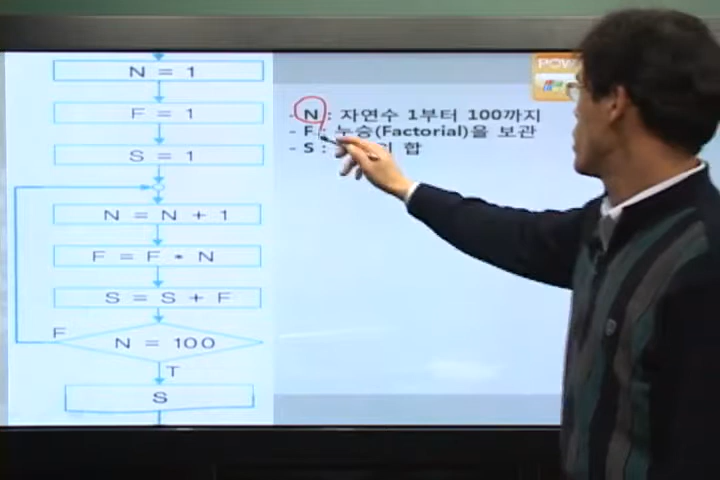 N = 1
F = 1
S = 1
N = N + 1
F = F * N
S = S + F
F
N = 100
T
S
POW
- N : 자연수 1부터 100까지
- F : 누승(Factorial)을 보관
- S : 합